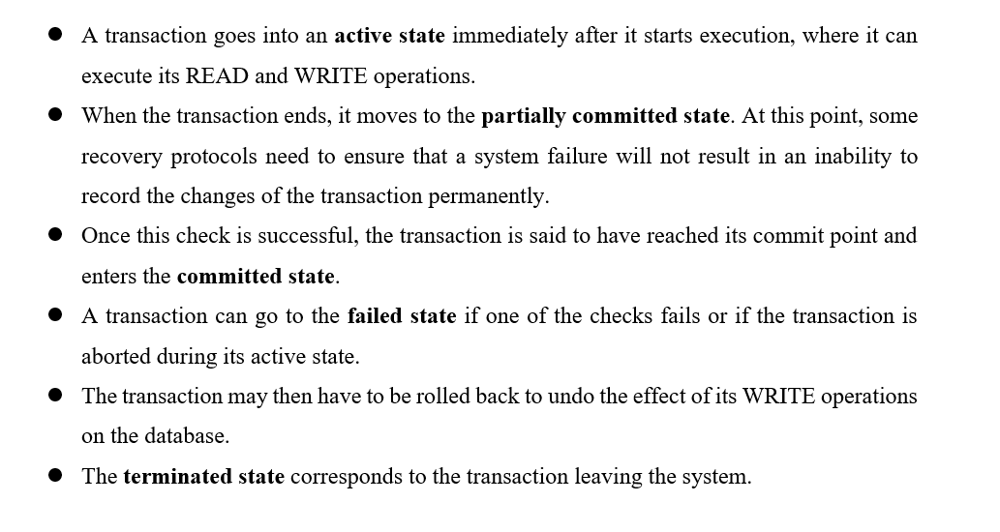 ● A transaction goes into an active state immediately after it starts execution, where it can
execute its READ and WRITE operations.
● When the transaction ends, it moves to the partially committed state. At this point, some
recovery protocols need to ensure that a system failure will not result in an inability to
record the changes of the transaction permanently.
● Once this check is successful, the transaction is said to have reached its commit point and
enters the committed state.
● A transaction can go to the failed state if one of the checks fails or if the transaction is
aborted during its active state.
● The transaction may then have to be rolled back to undo the effect of its WRITE operations
on the database.
● The terminated state corresponds to the transaction leaving the system.